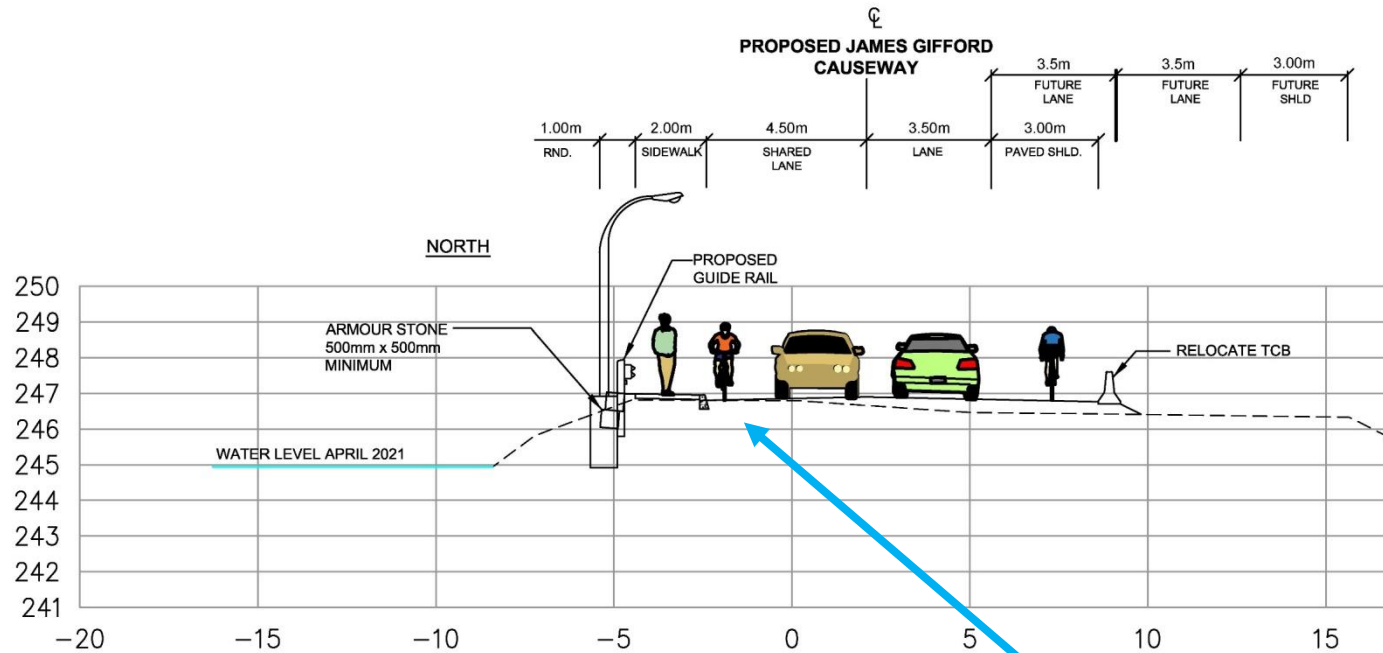 ℄
PROPOSED JAMES GIFFORD
CAUSEWAY
3.5m
3.5m
3.00m
FUTURE
LANE
FUTURE
LANE
FUTURE
SHLD
1.00m
2.00m
4.50m
3.50m
3.00m
RND.
SIDEWALK
SHARED
LANE
LANE
PAVED SHLD.
NORTH
PROPOSED
GUIDE RAIL
ARMOUR STONE
500mm x 500mm
MINIMUM
RELOCATE TCB
WATER LEVEL APRIL 2021
250
249
248
247
246
245
244
243
242
241
-20
-15
-10
-5
0
5
10
15